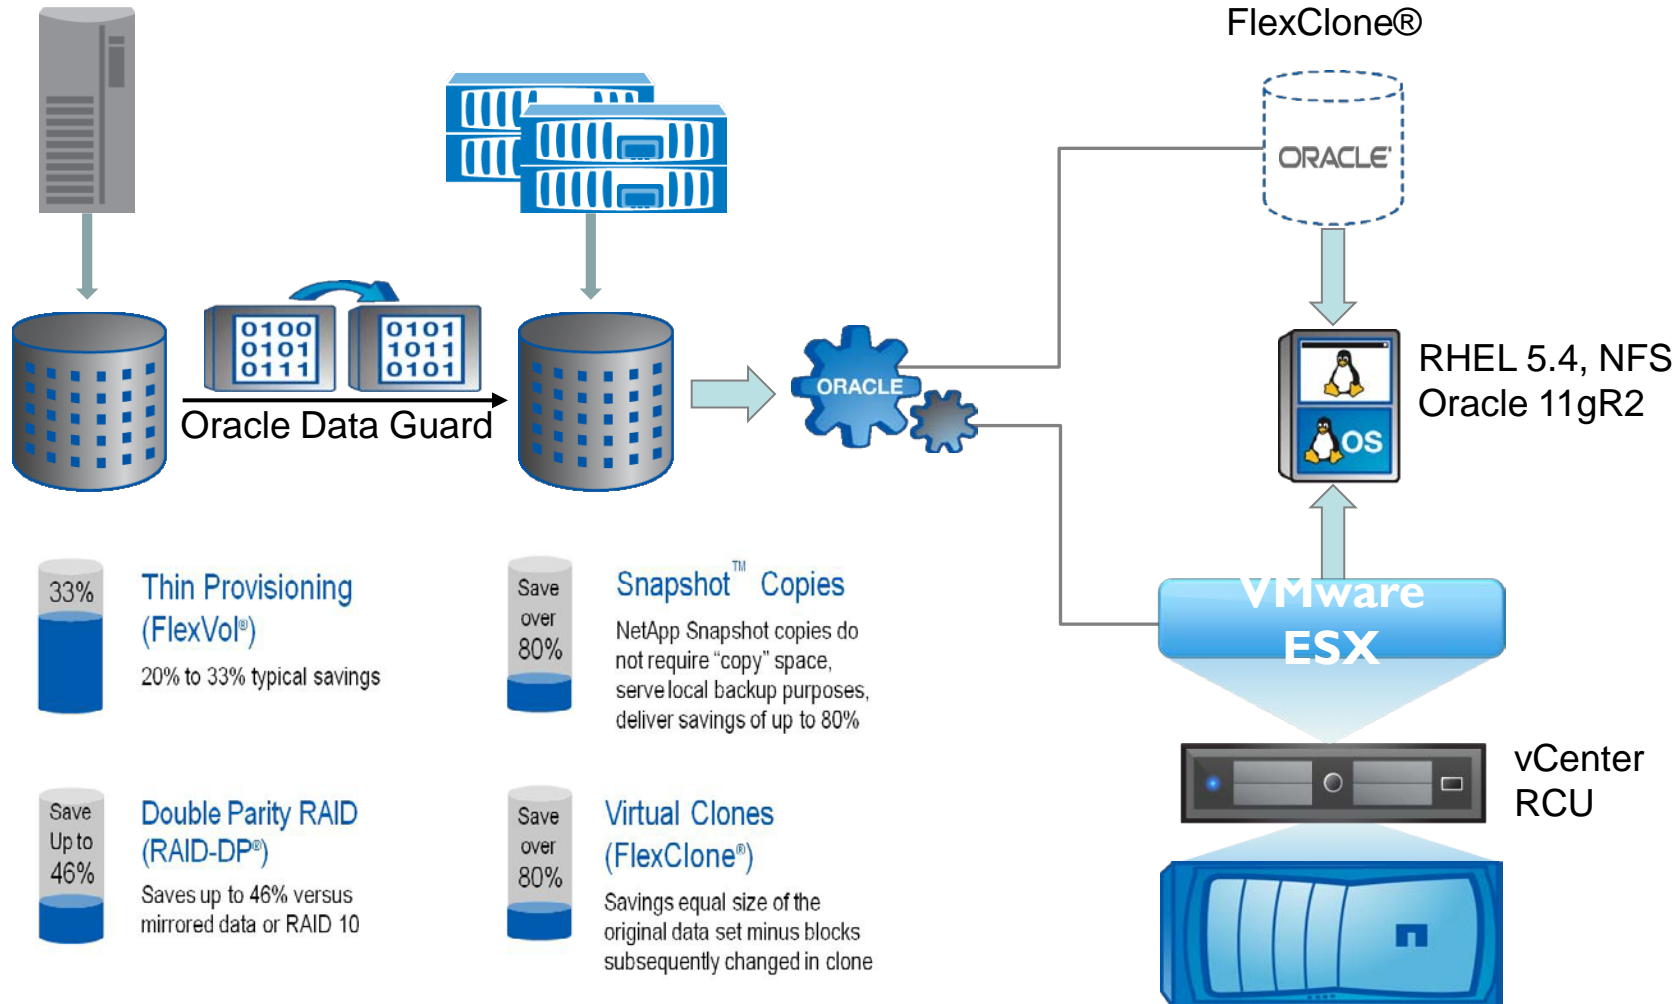 FlexClone®
ORACLE
0100
0101
0111
0101
1011
0101
Oracle Data Guard
ORACLE
RHEL 5.4, NFS
Oracle 11gR2
OS
33%
Thin Provisioning
(FlexVol®)
20% to 33% typical savings
Save
over
80%
Snapshot™ Copies
NetApp Snapshot copies do
not require “copy” space,
serve local backup purposes,
deliver savings of up to 80%
VMware
ESX
vCenter
RCU
Save
Up to
46%
Double Parity RAID
(RAID-DP®)
Saves up to 46% versus
mirrored data or RAID 10
Save
over
80%
Virtual Clones
(FlexClone®)
Savings equal size of the
original data set minus blocks
subsequently changed in clone